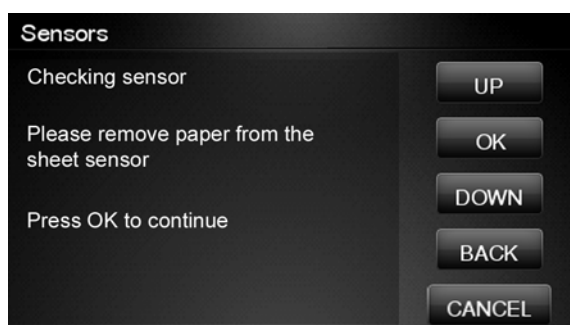 Sensors
Checking sensor
Please remove paper from the
sheet sensor
Press OK to continue
UP
OK
DOWN
BACK
CANCEL